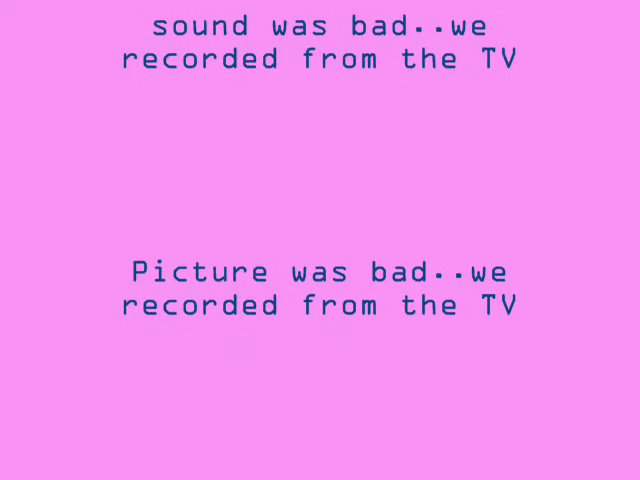 sound was bad..we
recorded from the TV
Picture was bad..we
recorded from the TV